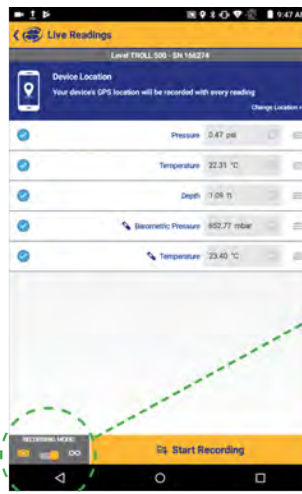 9:47 AM
Live Readings
Level TROLL 500 - SN 166274
Device Location
Your device's GPS location will be recorded with every reading
Change Location
Pressure 0.47 psi
Temperature 22.31 °C
Depth 1.09 ft
Barometric Pressure 852.77 mbar
Temperature 23.40 °C
RECORDING MODE
Start Recording